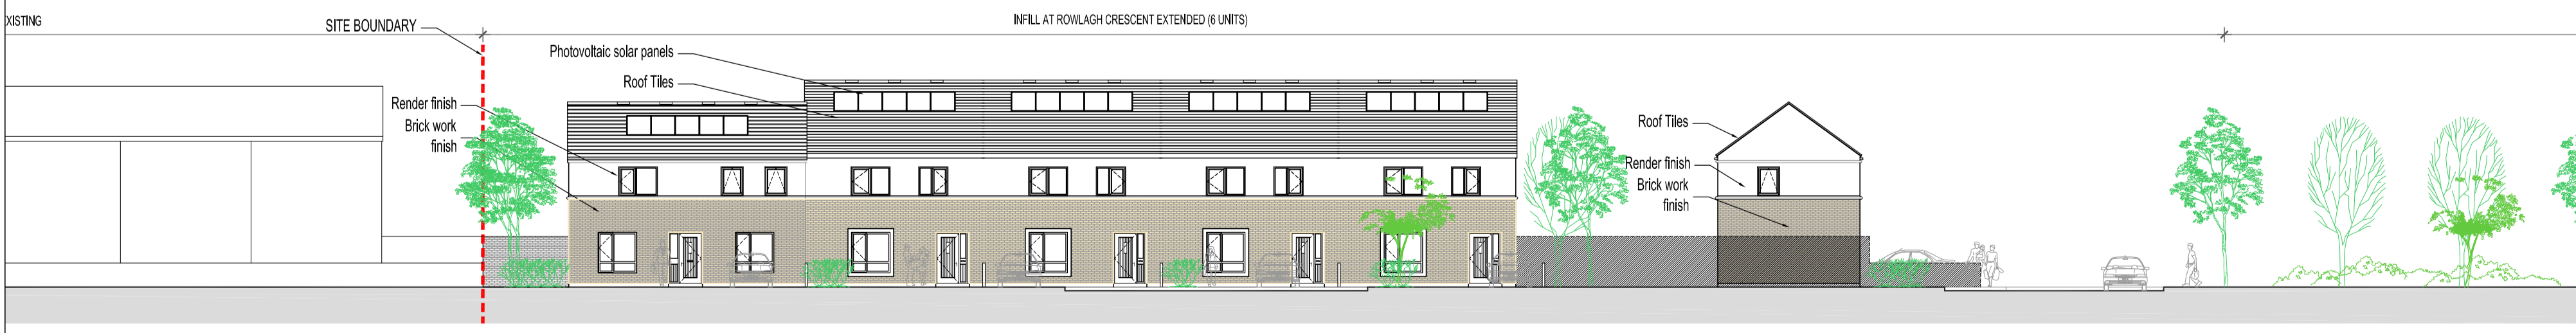 XISTING
SITE BOUNDARY
INFILL AT ROWLAGH CRESCENT EXTENDED (6 UNITS)
Photovoltaic solar panels
Roof Tiles
Render finish
Brick work
finish
Roof Tiles
Render finish
Brick work
finish